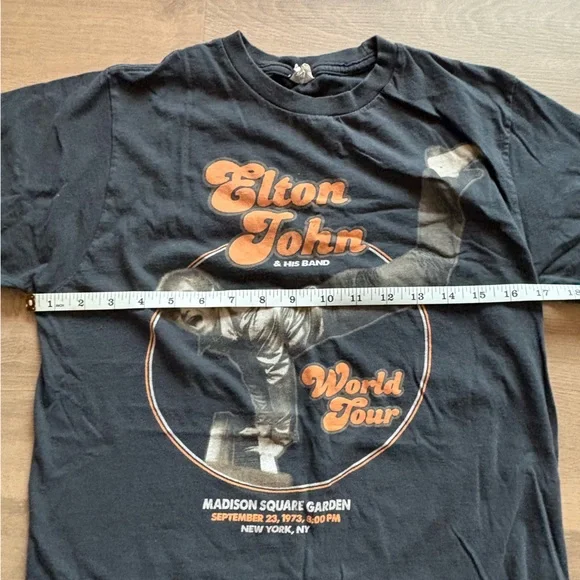 Elton
John
& HIS BAND
1 INCH 2 3 4 5 6 7 8 9 10 11 12 13 14 15 16 17 18
World
Tour
MADISON SQUARE GARDEN
SEPTEMBER 23, 1973, 8:00 PM
NEW YORK, NY